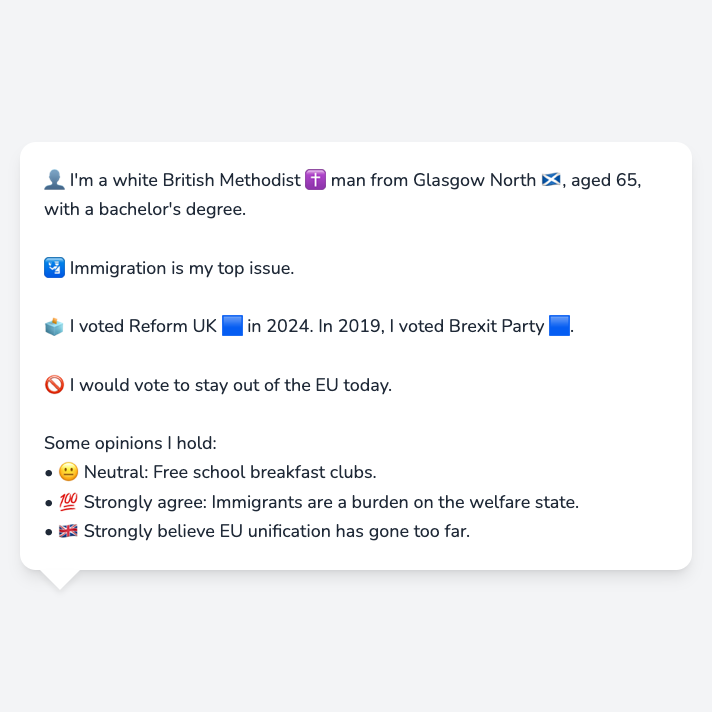 👤 I'm a white British Methodist ✝️ man from Glasgow North 🏴󠁧󠁢󠁳󠁣󠁴󠁿, aged 65,
with a bachelor's degree.
🛂 Immigration is my top issue.
🗳️ I voted Reform UK 🟦 in 2024. In 2019, I voted Brexit Party 🟦.
🚫 I would vote to stay out of the EU today.
Some opinions I hold:
• 😐 Neutral: Free school breakfast clubs.
• 💯 Strongly agree: Immigrants are a burden on the welfare state.
• 🇬🇧 Strongly believe EU unification has gone too far.